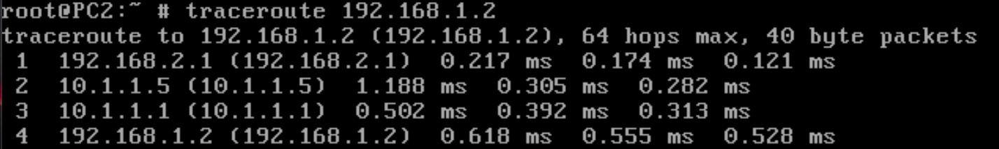 root@PC2:~ # traceroute 192.168.1.2
traceroute to 192.168.1.2 (192.168.1.2), 64 hops max, 40 byte packets
 1  192.168.2.1 (192.168.2.1)  0.217 ms  0.174 ms  0.121 ms
 2  10.1.1.5 (10.1.1.5)  1.188 ms  0.305 ms  0.282 ms
 3  10.1.1.1 (10.1.1.1)  0.502 ms  0.392 ms  0.313 ms
 4  192.168.1.2 (192.168.1.2)  0.618 ms  0.555 ms  0.528 ms